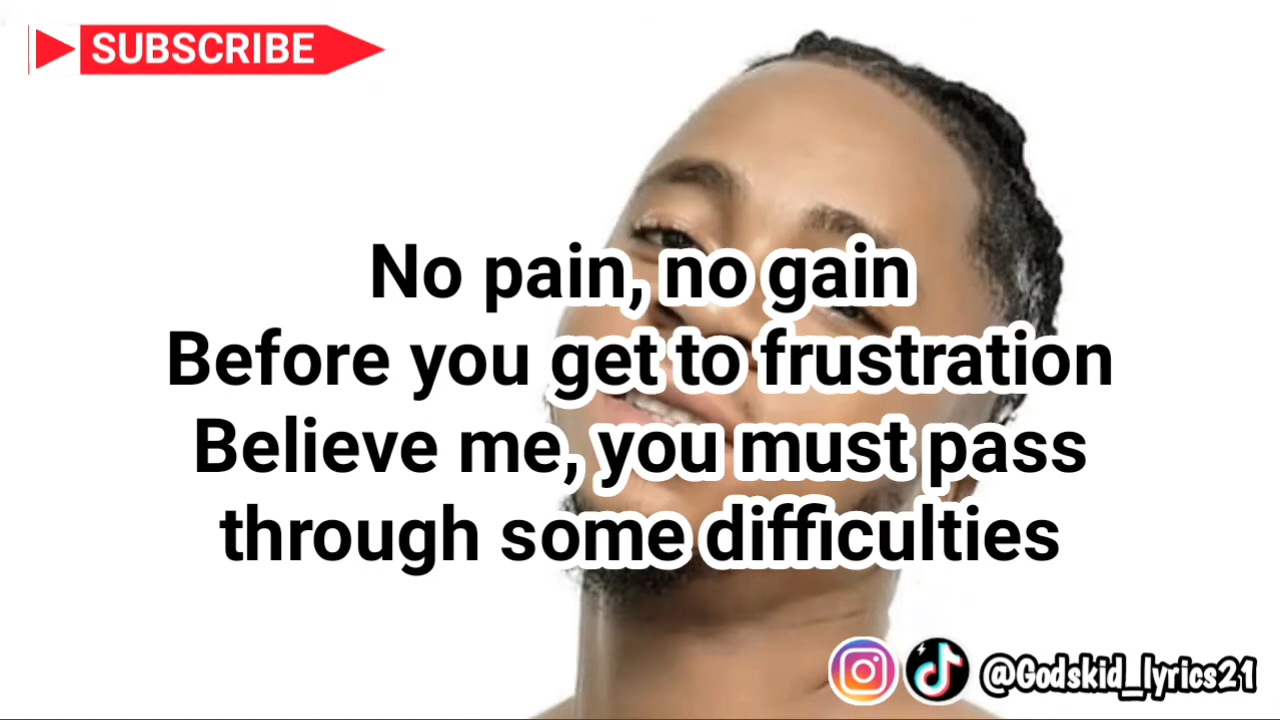 SUBSCRIBE
No pain, no gain
Before you get to frustration
Believe me, you must pass
through some difficulties
@Godskid_lyrics21